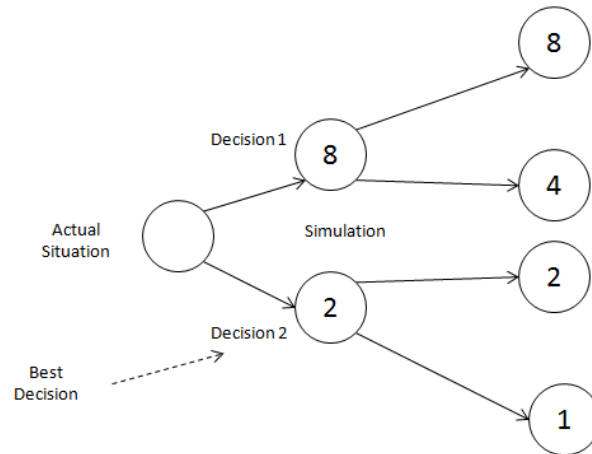 8
Decision 1
8
4
Actual
Situation
Simulation
2
2
Decision 2
Best
Decision
1